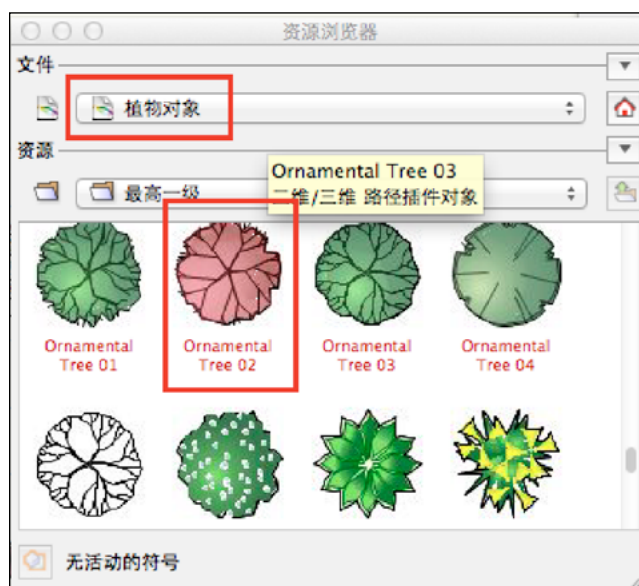 资源浏览器
文件
植物对象
资源
Ornamental Tree 03
二维/三维 路径插件对象
最高一级
Ornamental
Tree 01
Ornamental
Tree 02
Ornamental
Tree 03
Ornamental
Tree 04
无活动的符号